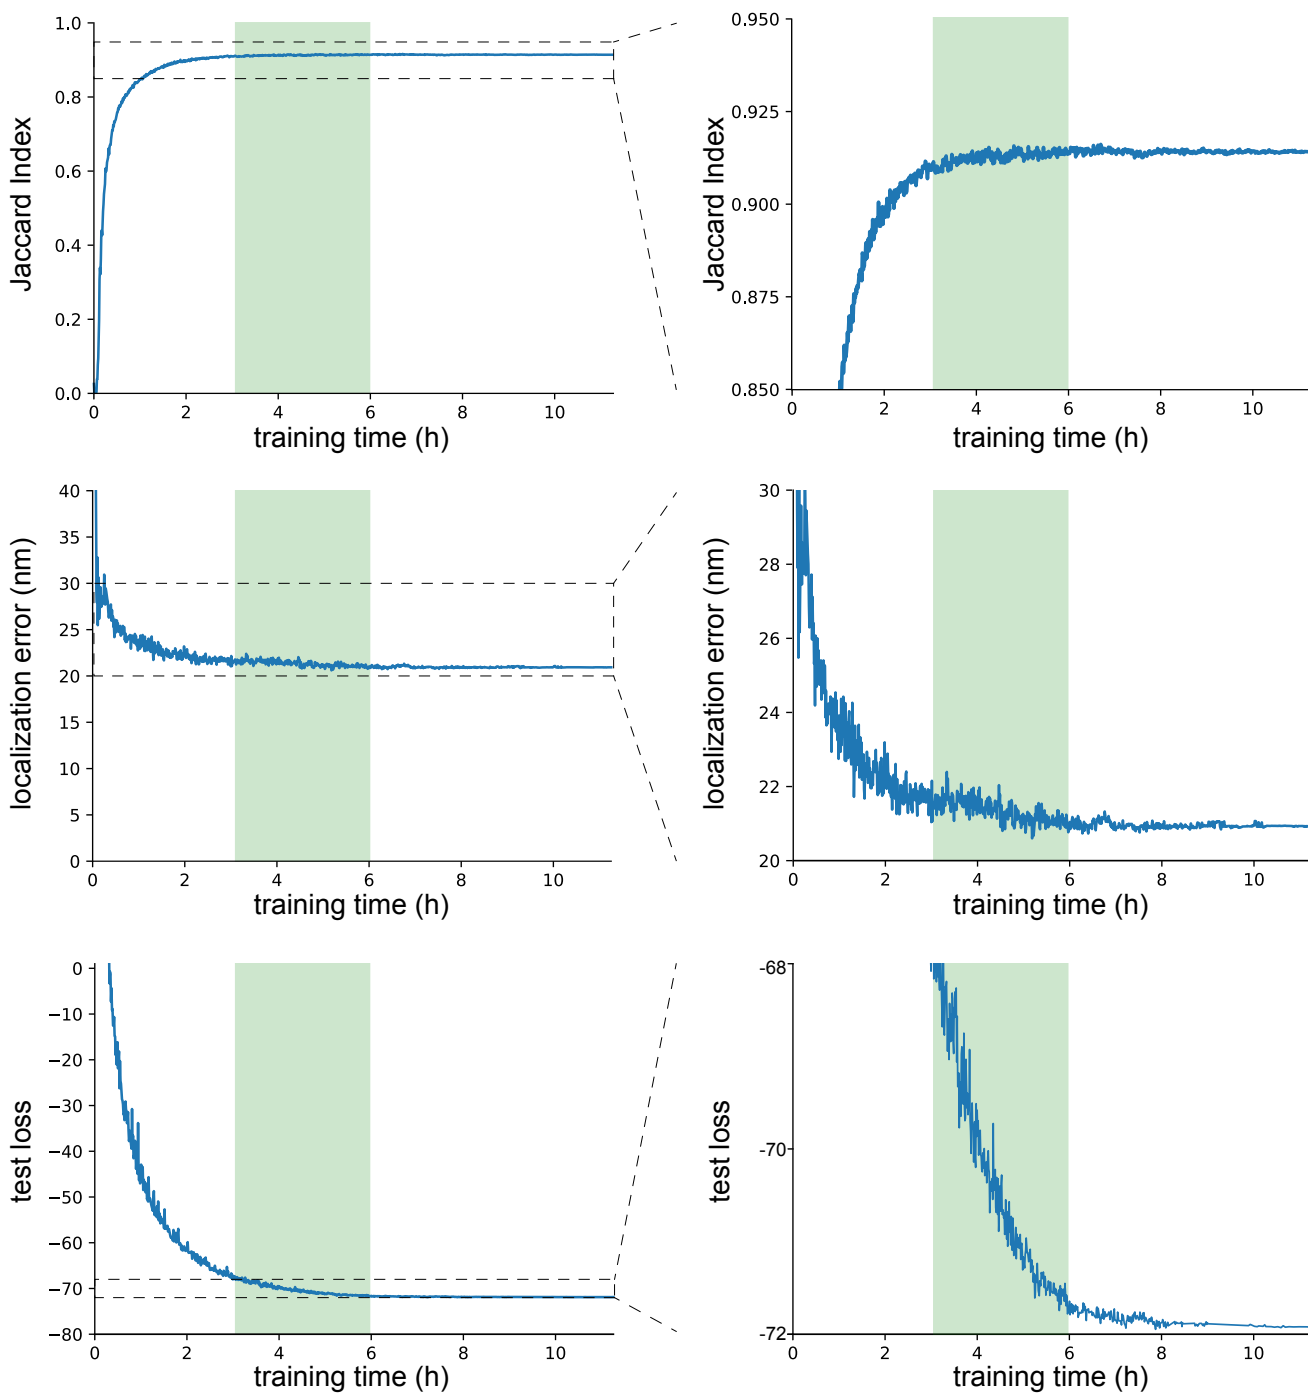 1.0
0.8
0.6
0.4
0.2
0.0
Jaccard Index
0 2 4 6 8 10
training time (h)
0.950
0.925
0.900
0.875
0.850
Jaccard Index
0 2 4 6 8 10
training time (h)
40
35
30
25
20
15
10
5
0
localization error (nm)
0 2 4 6 8 10
training time (h)
30
28
26
24
22
20
localization error (nm)
0 2 4 6 8 10
training time (h)
0
−10
−20
−30
−40
−50
−60
−70
−80
test loss
0 2 4 6 8 10
training time (h)
-68
-70
-72
test loss
0 2 4 6 8 10
training time (h)